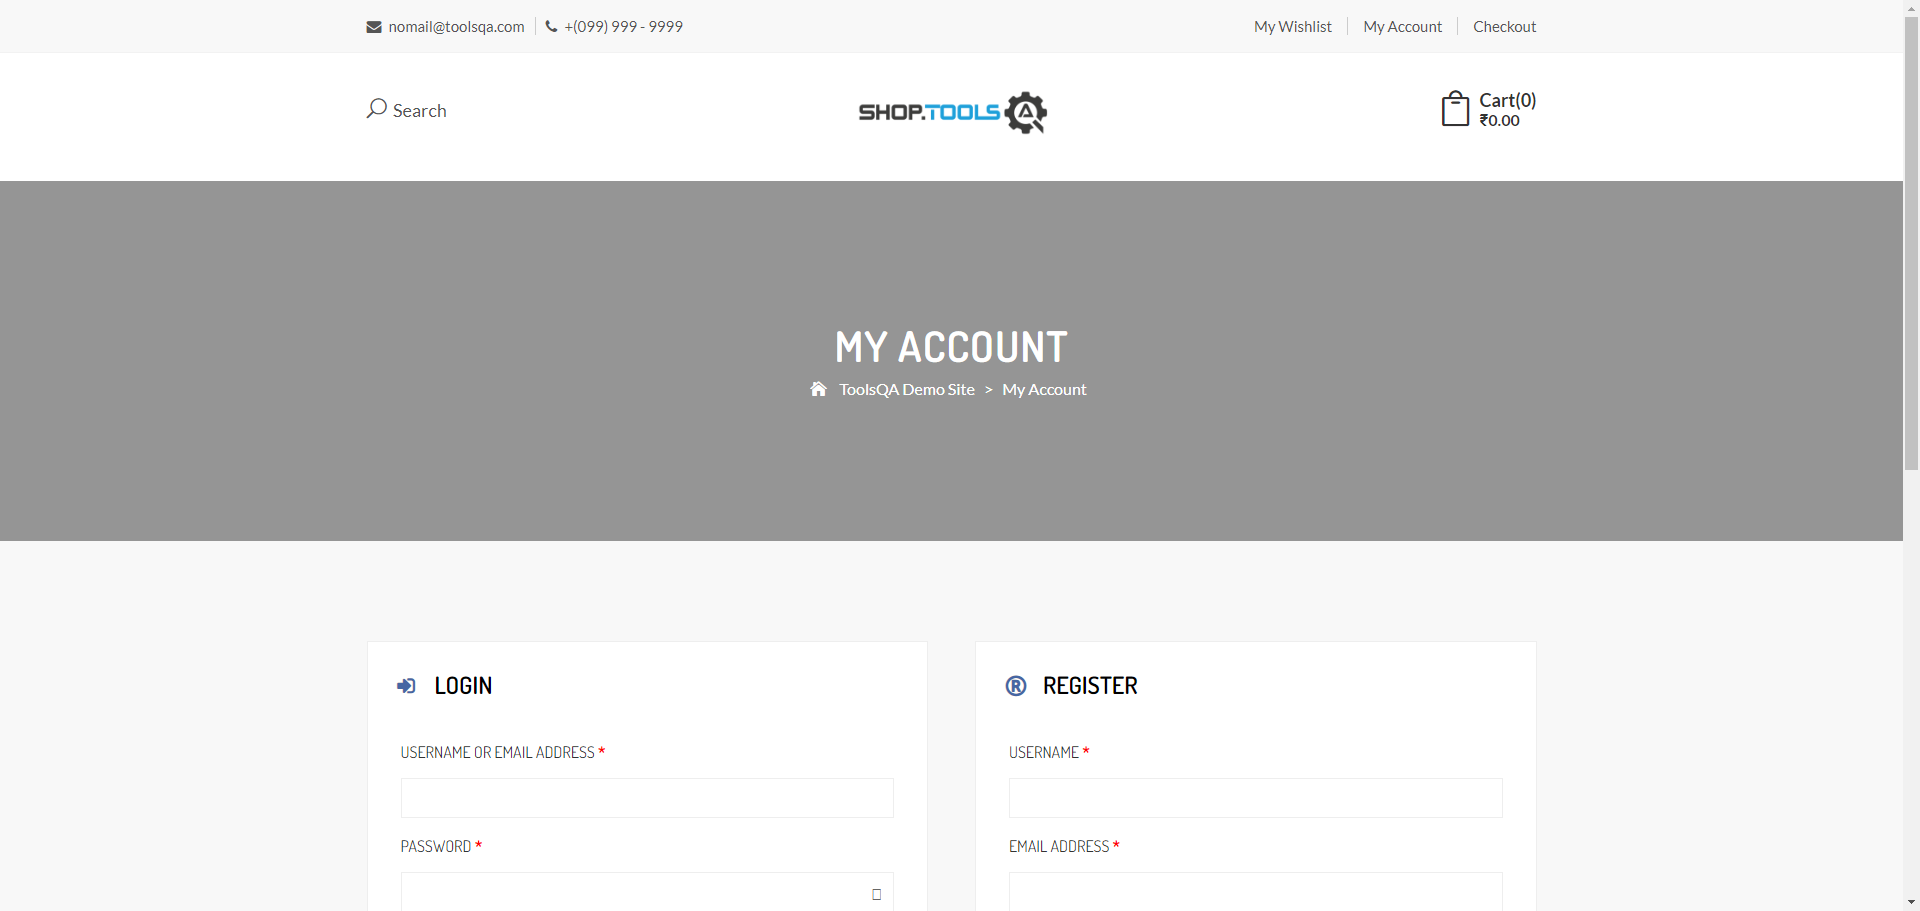 nomail@toolsqa.com
+(099) 999 - 9999
My Wishlist
My Account
Checkout
Search
SHOP.TOOLS
Cart(0)
₹0.00
MY ACCOUNT
ToolsQA Demo Site > My Account
LOGIN
USERNAME OR EMAIL ADDRESS *
PASSWORD *
REGISTER
USERNAME *
EMAIL ADDRESS *